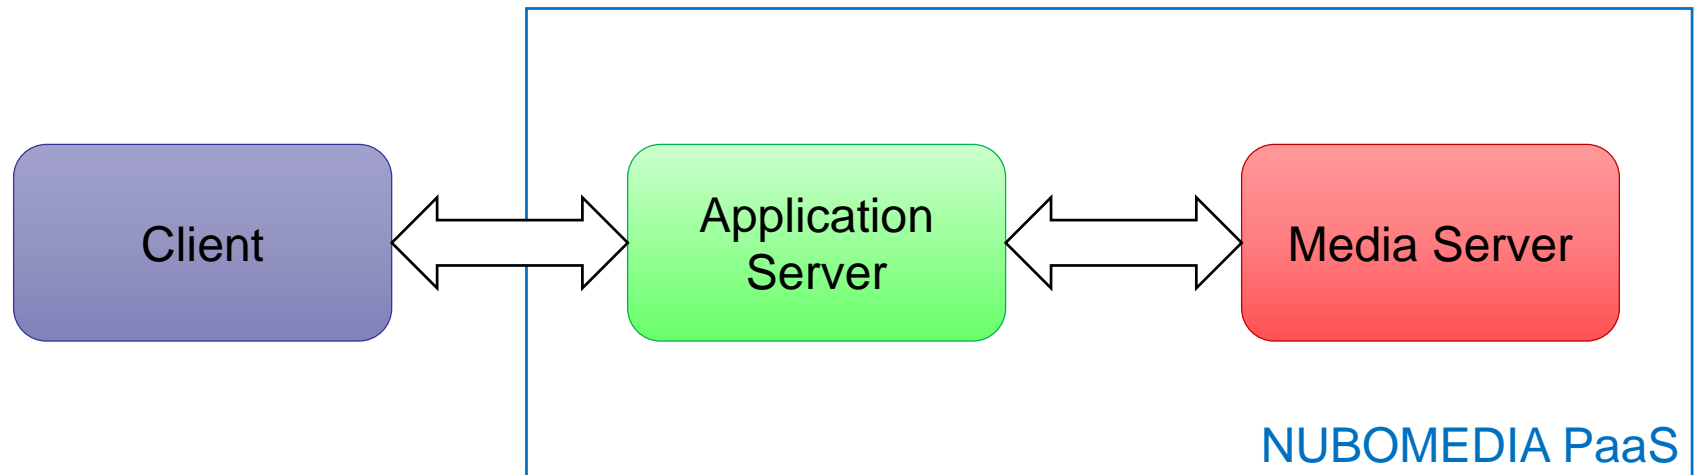 Client
Application
Server
Media Server
NUBOMEDIA PaaS